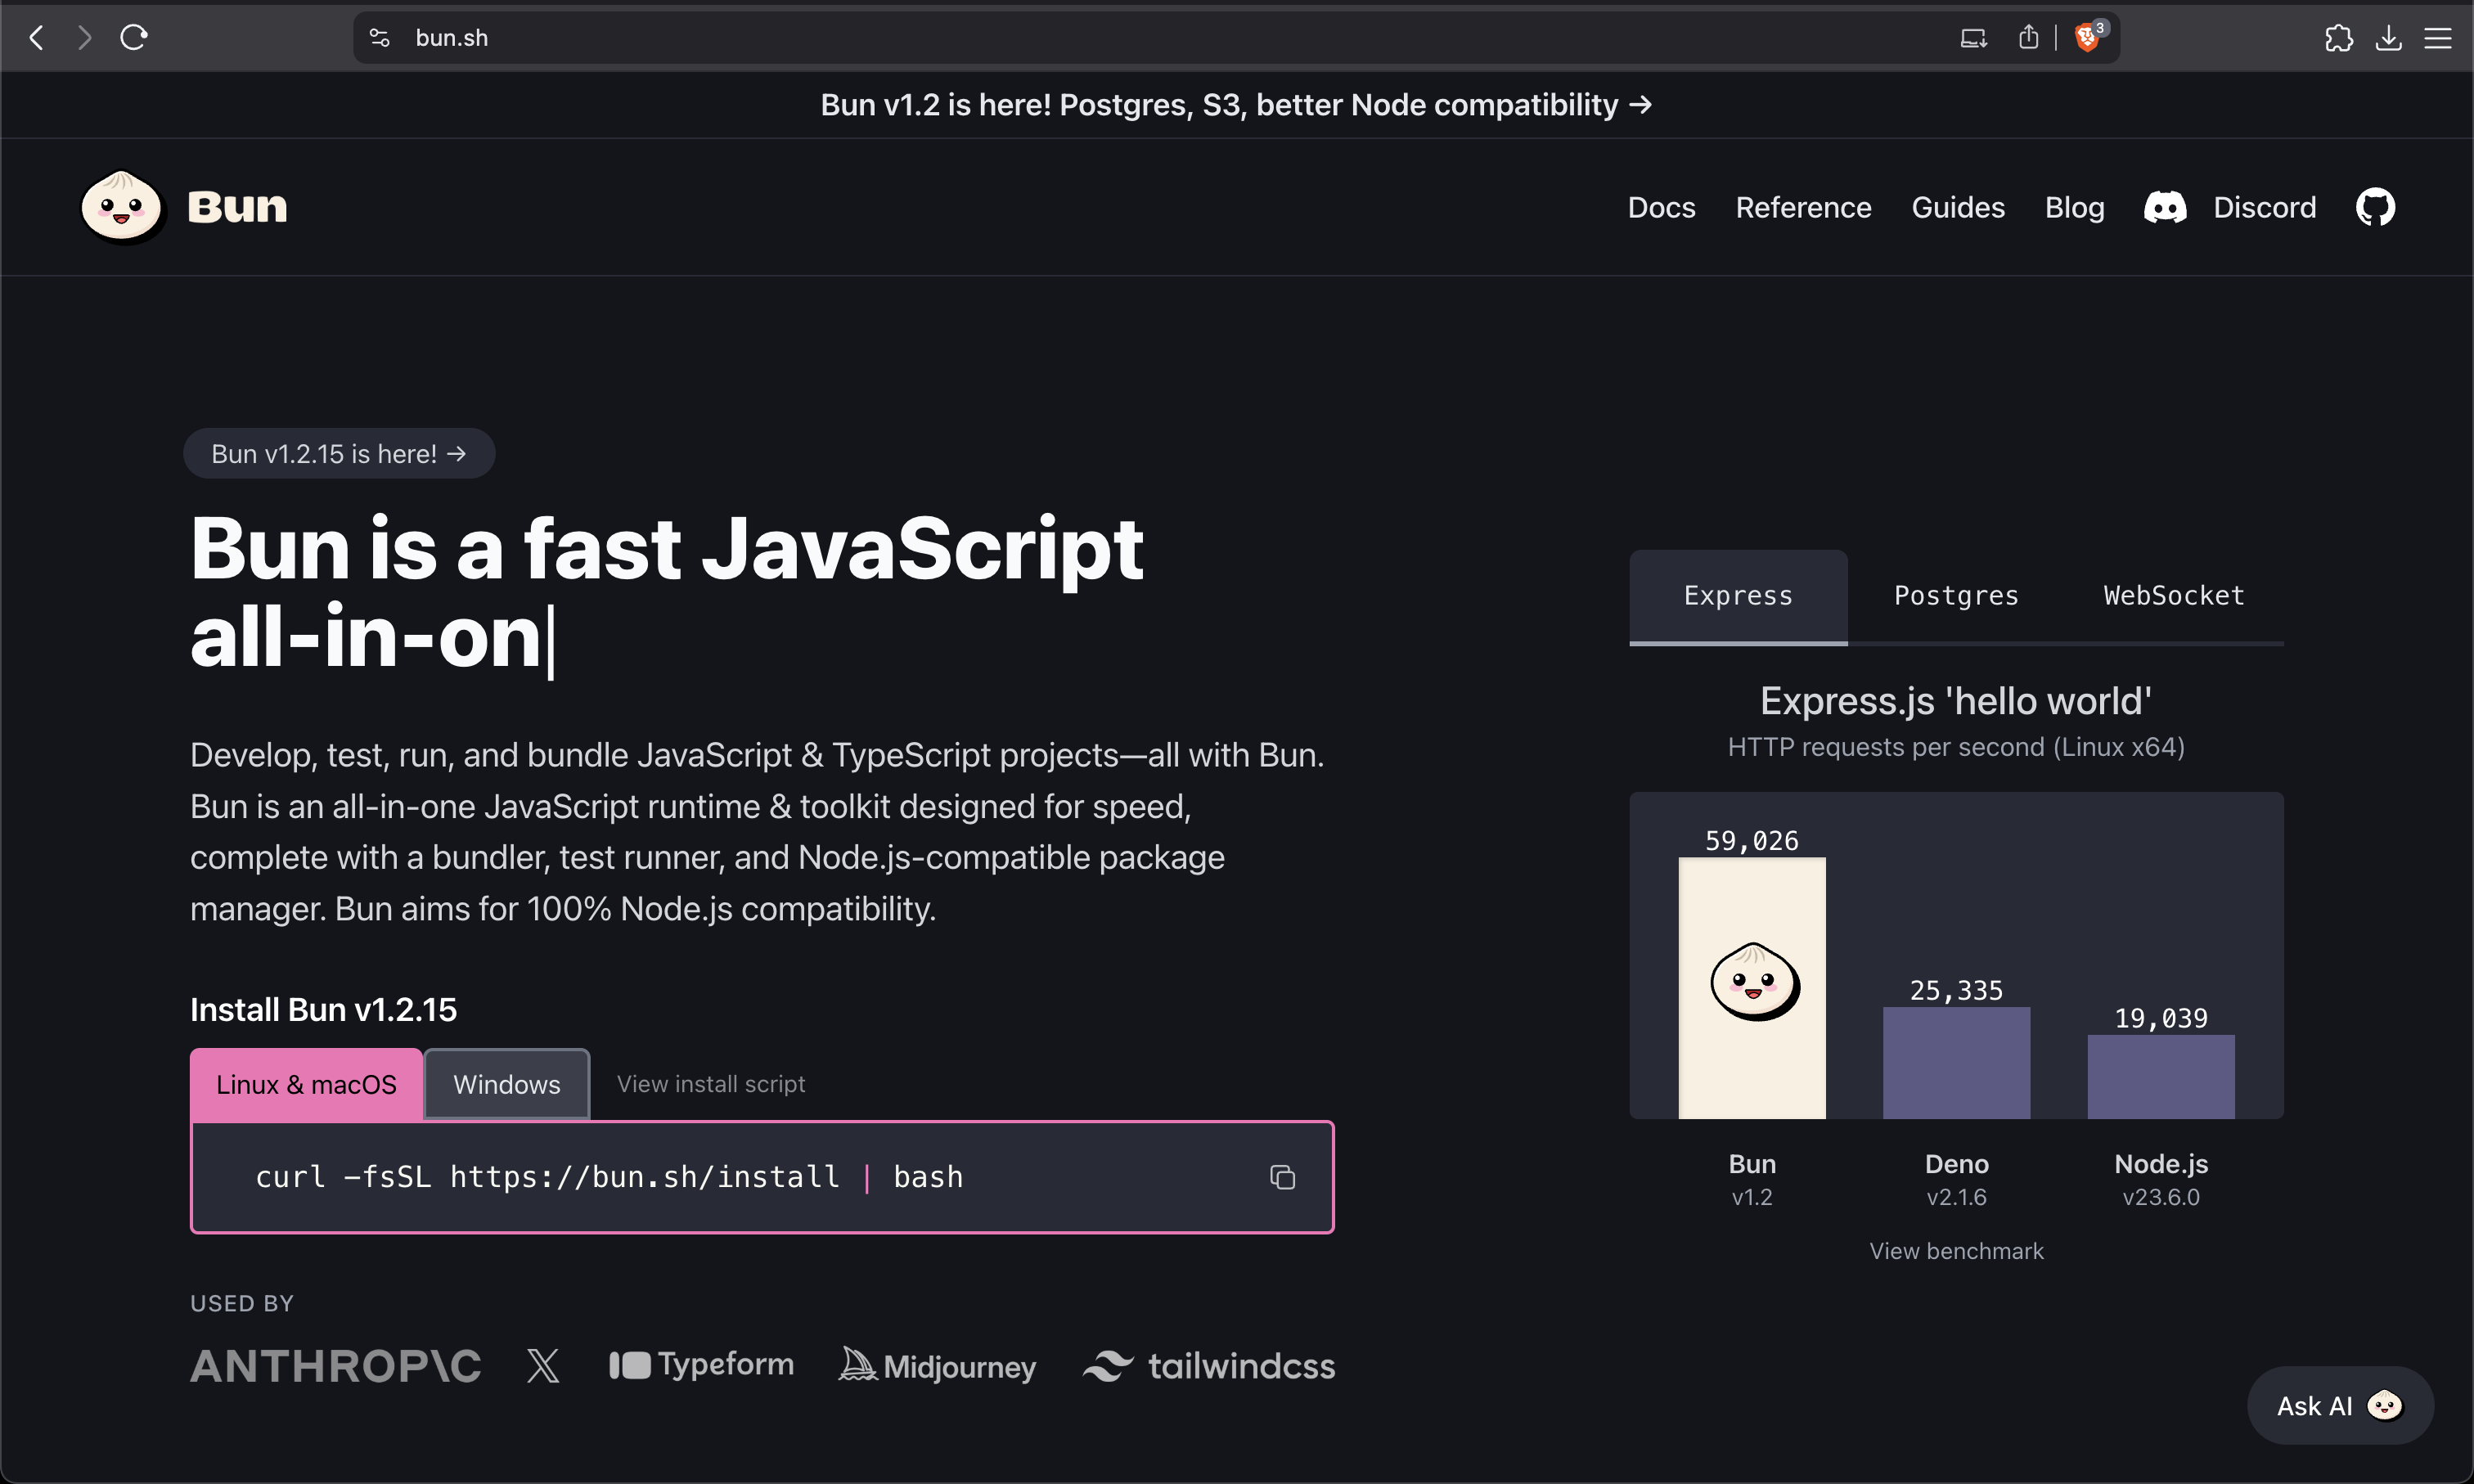 bun.sh
3
Bun v1.2 is here! Postgres, S3, better Node compatibility →
Bun
Docs Reference Guides Blog Discord
Bun v1.2.15 is here! →
Bun is a fast JavaScript
all-in-on|
Develop, test, run, and bundle JavaScript & TypeScript projects—all with Bun.
Bun is an all-in-one JavaScript runtime & toolkit designed for speed,
complete with a bundler, test runner, and Node.js-compatible package
manager. Bun aims for 100% Node.js compatibility.
Install Bun v1.2.15
Linux & macOS Windows View install script
curl -fsSL https://bun.sh/install | bash
USED BY
ANTHROP\C X Typeform Midjourney tailwindcss
Express Postgres WebSocket
Express.js 'hello world'
HTTP requests per second (Linux x64)
59,026
25,335
19,039
Bun Deno Node.js
v1.2 v2.1.6 v23.6.0
View benchmark
Ask AI